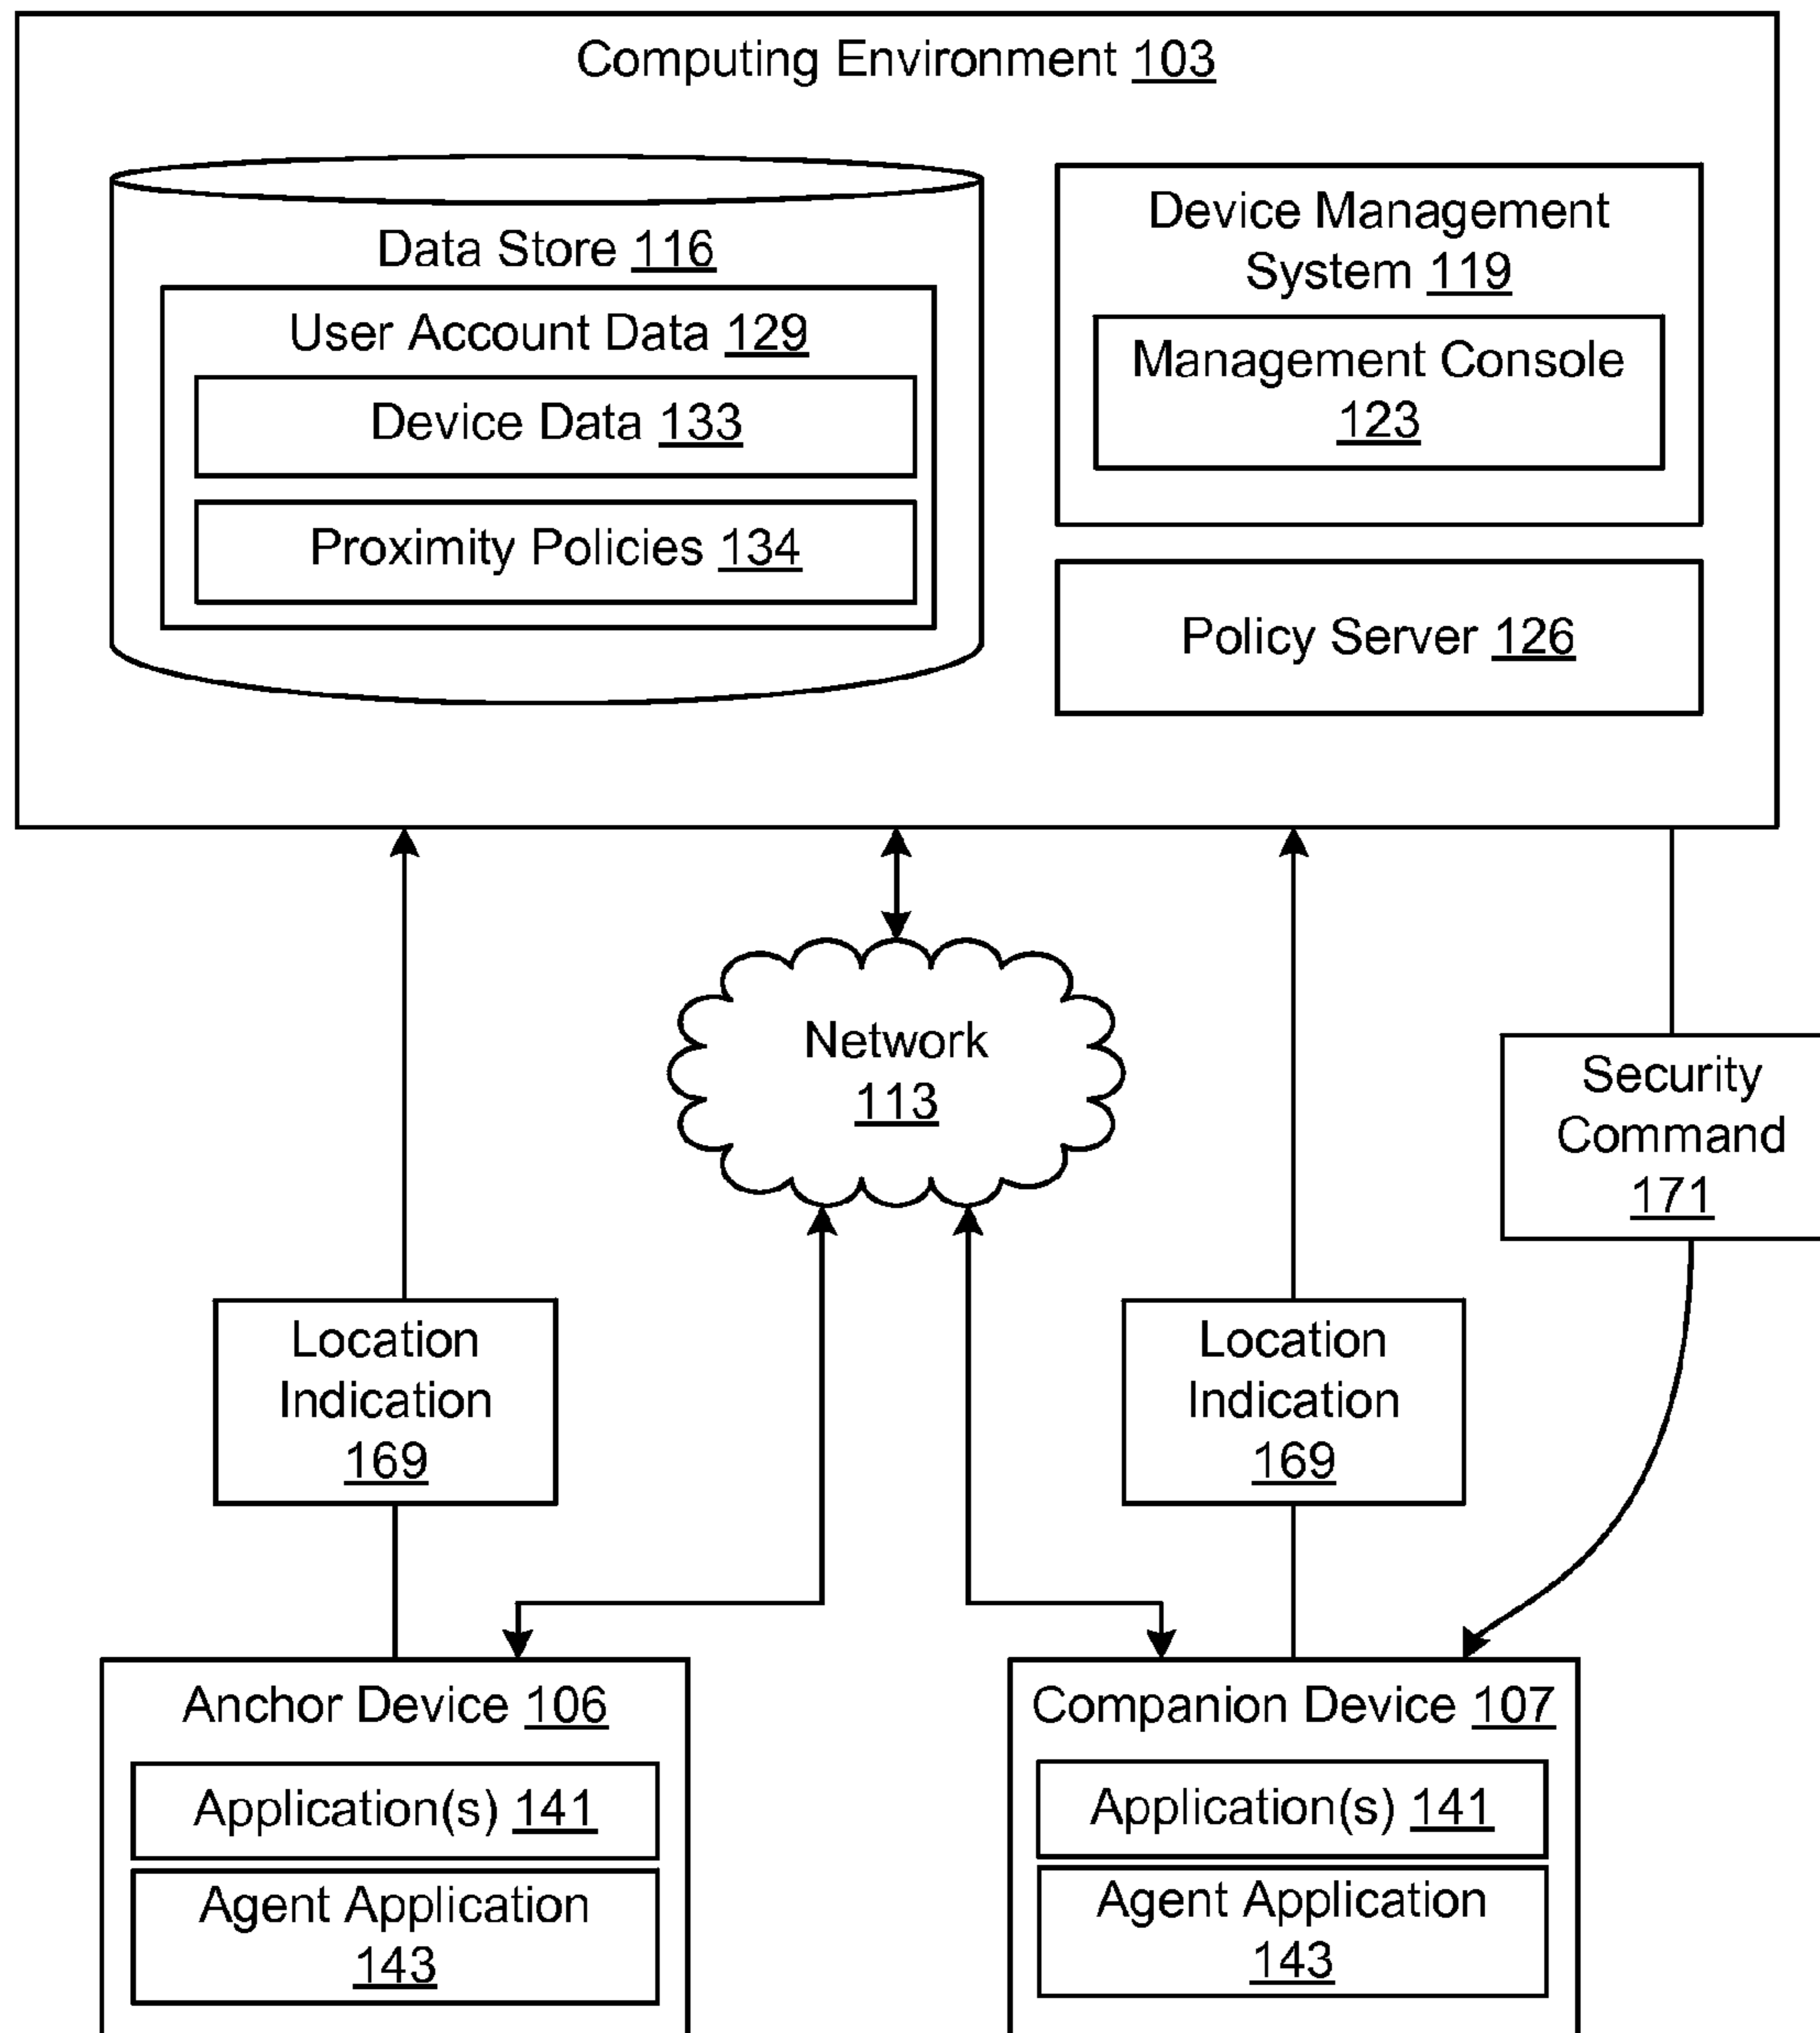 Computing Environment 103
Data Store 116
User Account Data 129
Device Data 133
Proximity Policies 134
Device Management
System 119
Management Console
123
Policy Server 126
Network
113
Security
Command
171
Location
Indication
169
Location
Indication
169
Anchor Device 106
Application(s) 141
Agent Application
143
Companion Device 107
Application(s) 141
Agent Application
143